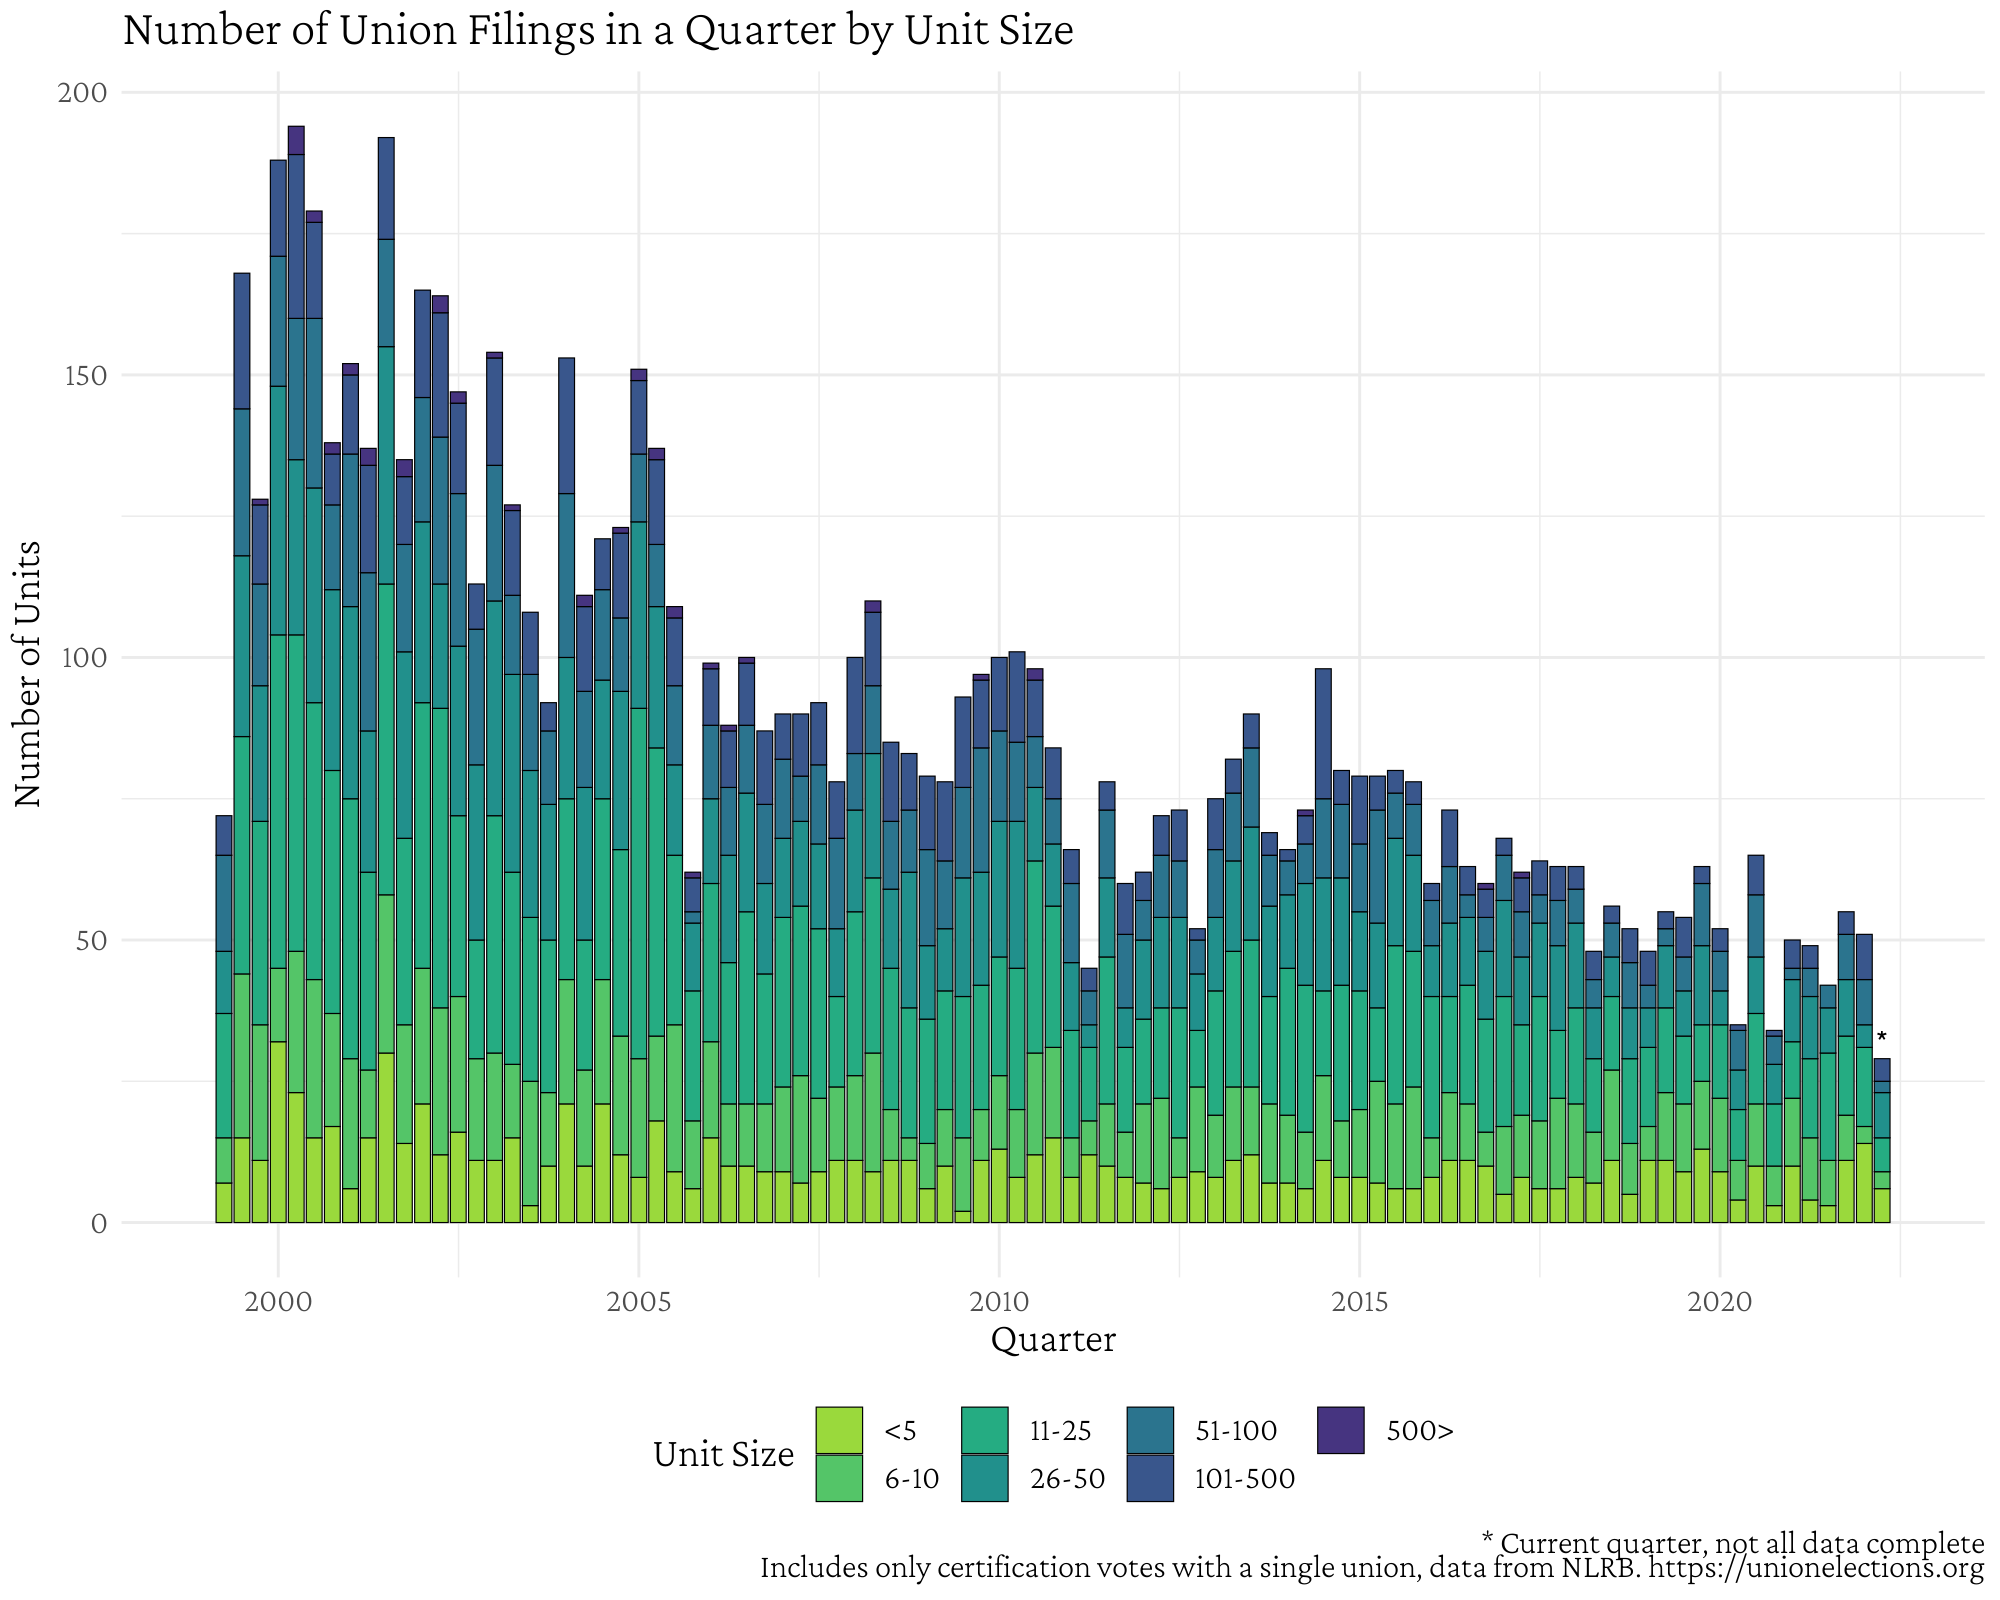 Number of Union Filings in a Quarter by Unit Size
Number of Units
200
150
100
50
0
*
2000 2005 2010 2015 2020
Quarter
Unit Size
<5 11-25 51-100 500>
6-10 26-50 101-500
* Current quarter, not all data complete
Includes only certification votes with a single union, data from NLRB. https://unionelections.org